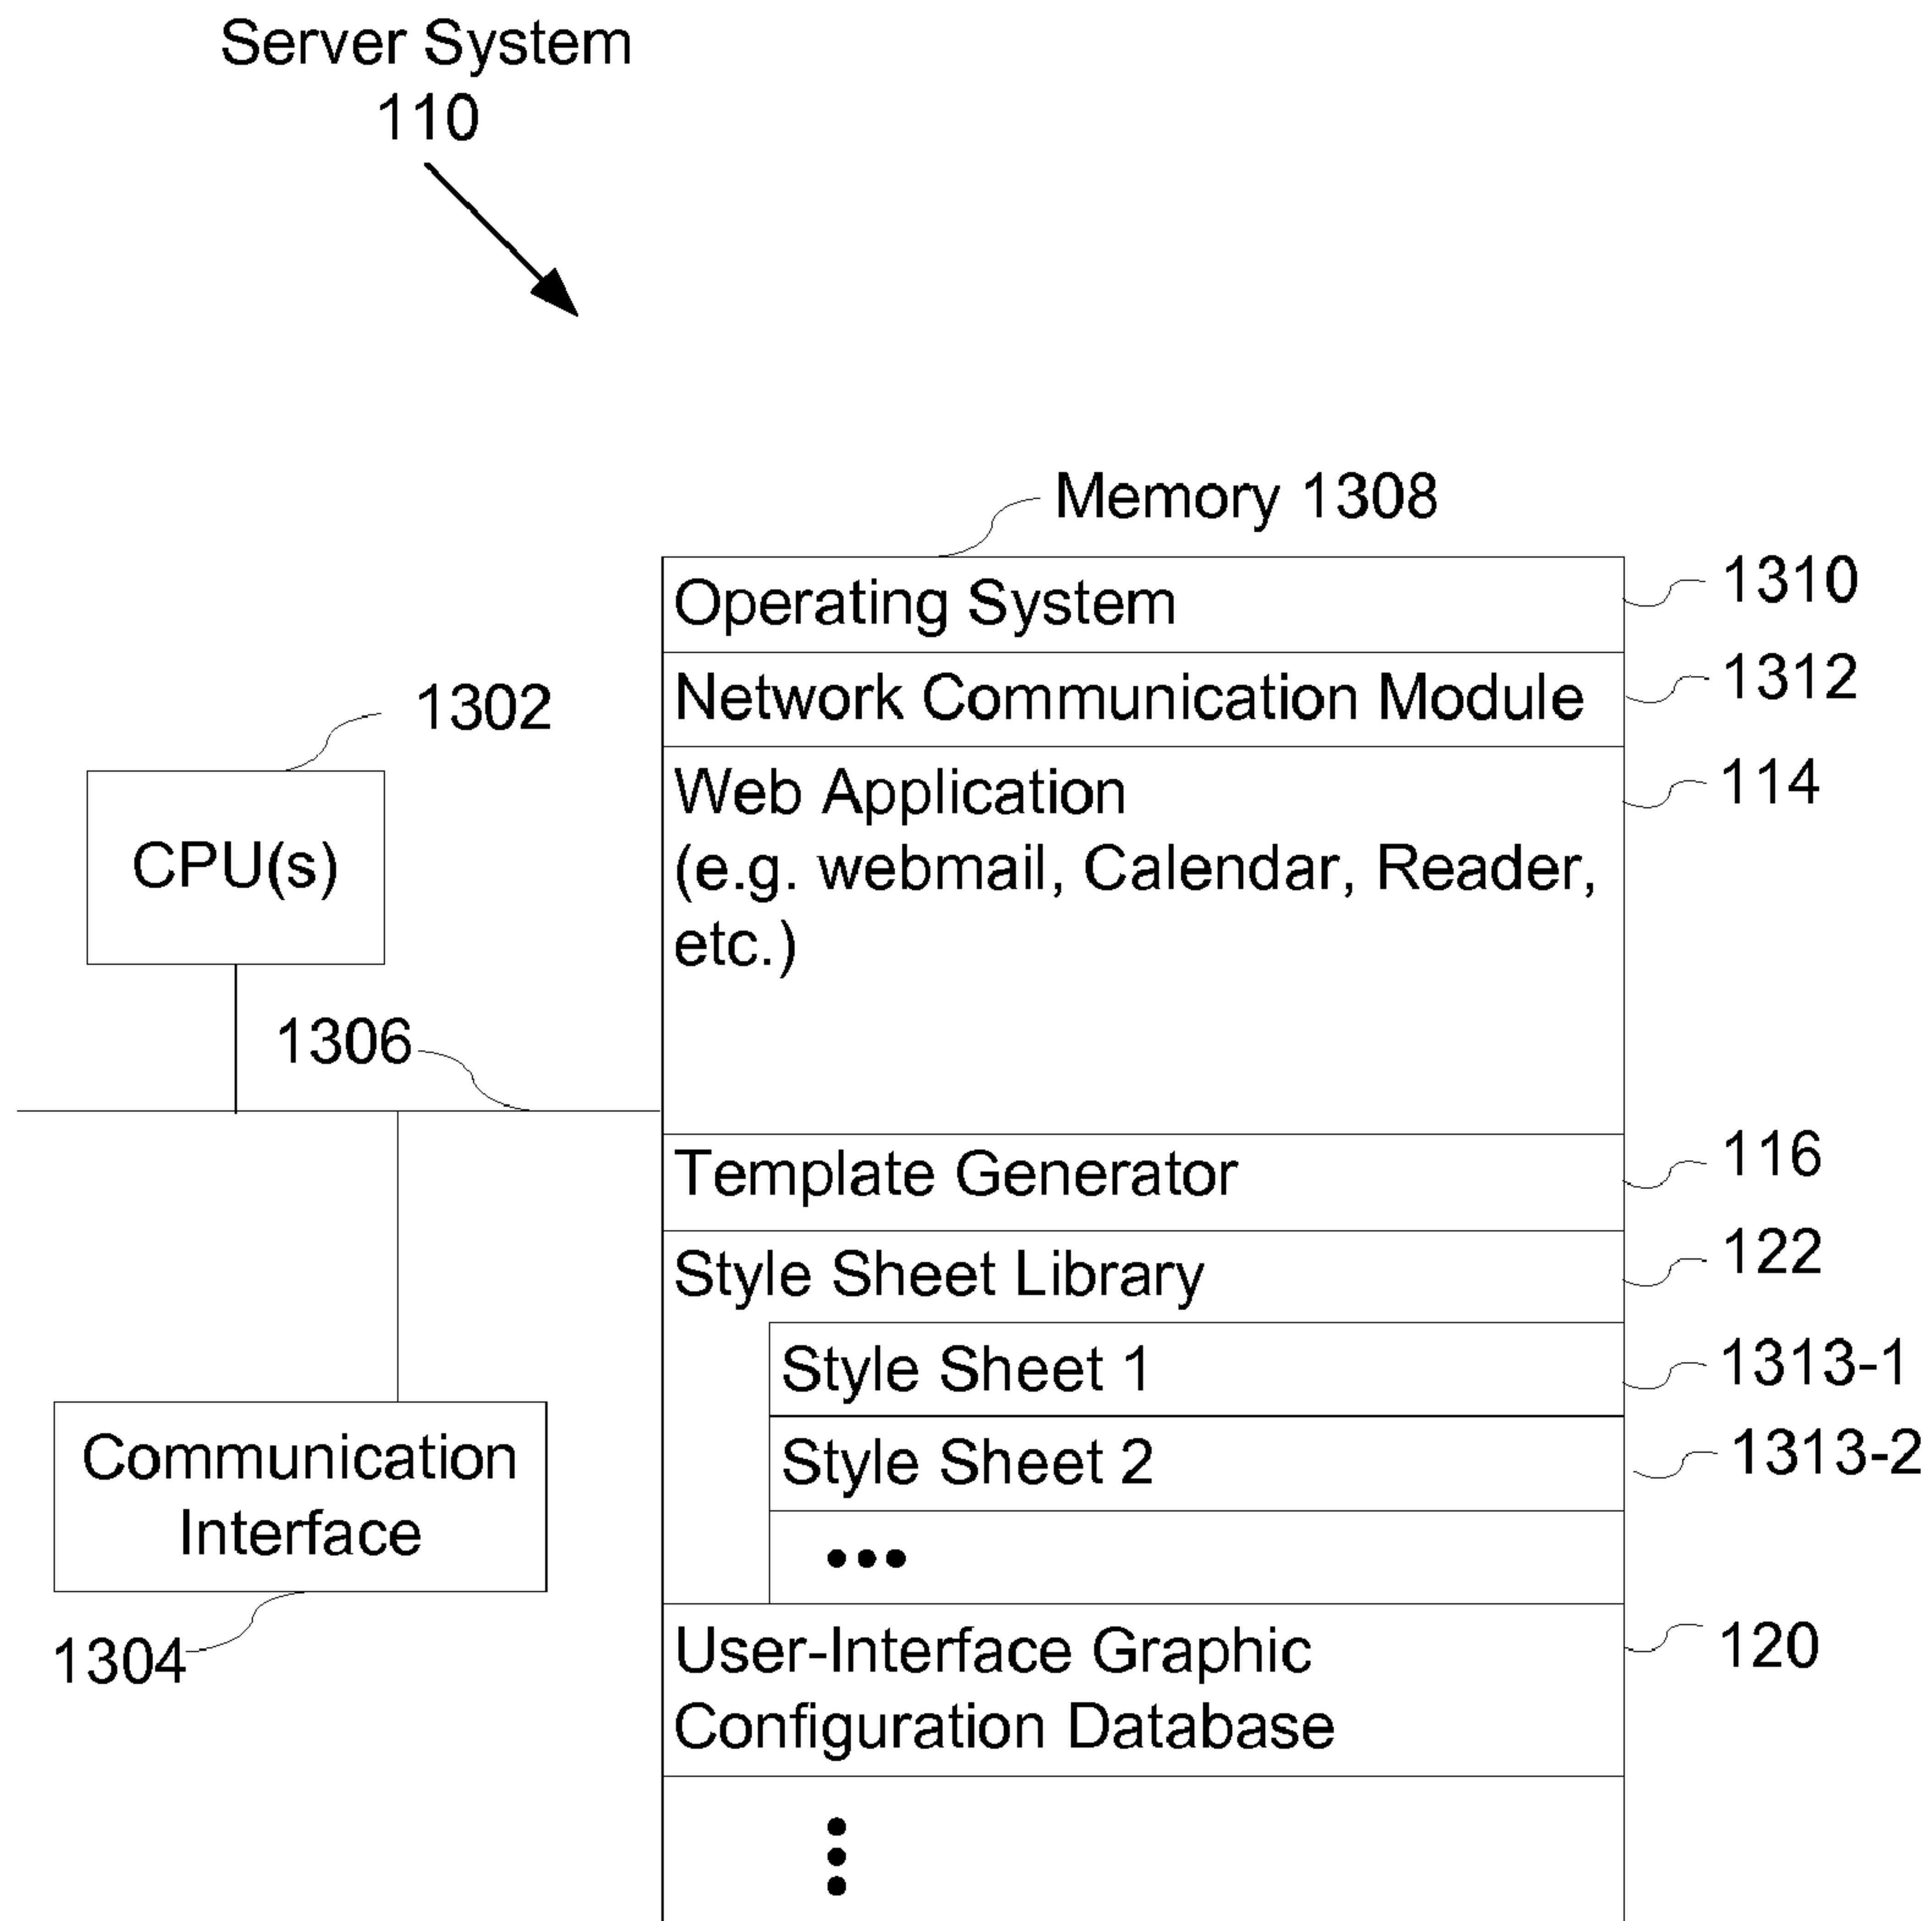 Server System
110
Memory 1308
Operating System
1310
Network Communication Module
1312
1302
Web Application
(e.g. webmail, Calendar, Reader,
etc.)
114
CPU(s)
1306
Template Generator
116
Style Sheet Library
122
Style Sheet 1
1313-1
Style Sheet 2
1313-2
•••
Communication
Interface
1304
User-Interface Graphic
Configuration Database
120